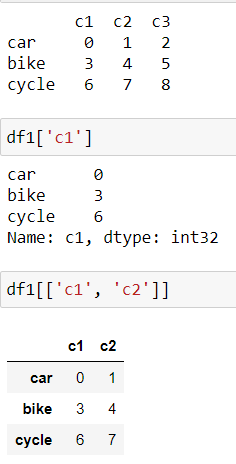 c1 c2 c3
car 0 1 2
bike 3 4 5
cycle 6 7 8
df1['c1']
car 0
bike 3
cycle 6
Name: c1, dtype: int32
df1[['c1', 'c2']]
c1 c2
car 0 1
bike 3 4
cycle 6 7